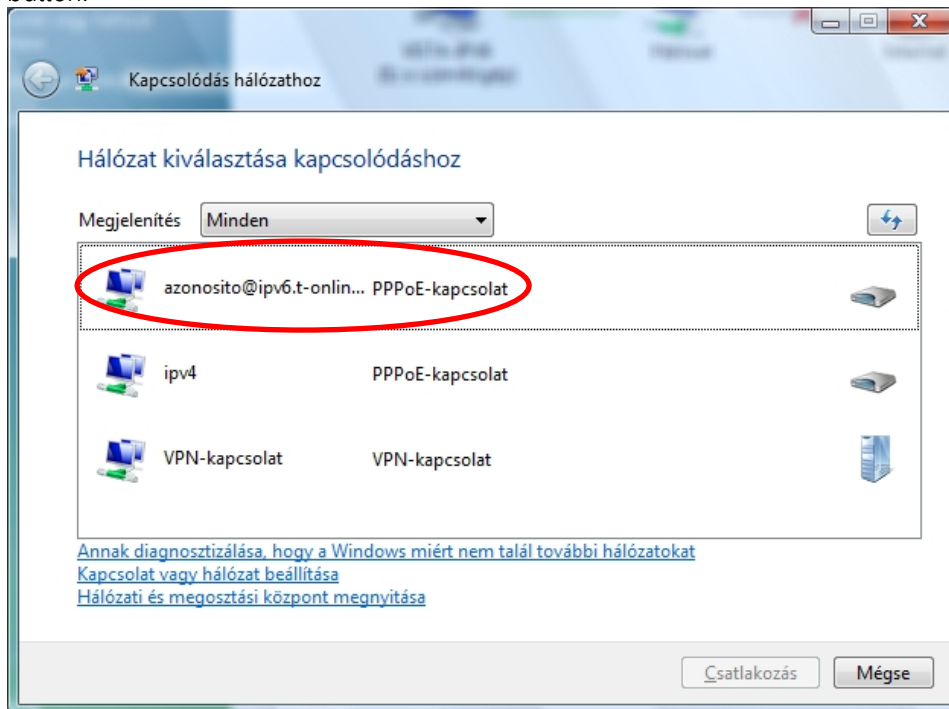 Kapcsolódás hálózathoz
Hálózat kiválasztása kapcsolódáshoz
Megjelenítés Minden
azonosito@ipv6.t-onlin... PPPoE-kapcsolat
ipv4 PPPoE-kapcsolat
VPN-kapcsolat VPN-kapcsolat
Annak diagnosztizálása, hogy a Windows miért nem talál további hálózatokat
Kapcsolat vagy hálózat beállítása
Hálózati és megosztási központ megnyitása
Csatlakozás Mégse